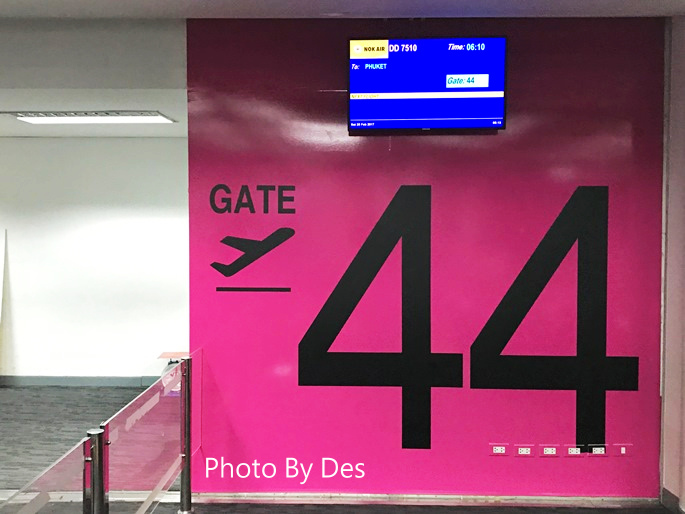 NOK AIR DD 7510 Time: 06:10
To: PHUKET
Gate: 44
GATE
44
Photo By Des